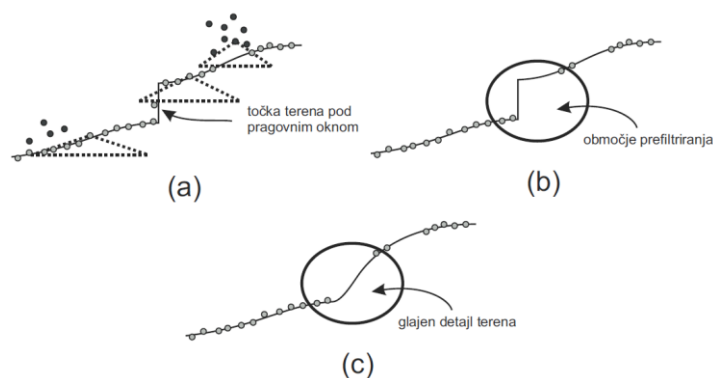 točka terena pod
pragovnim oknom
(a)
območje prefiltriranja
(b)
glajen detajl terena
(c)